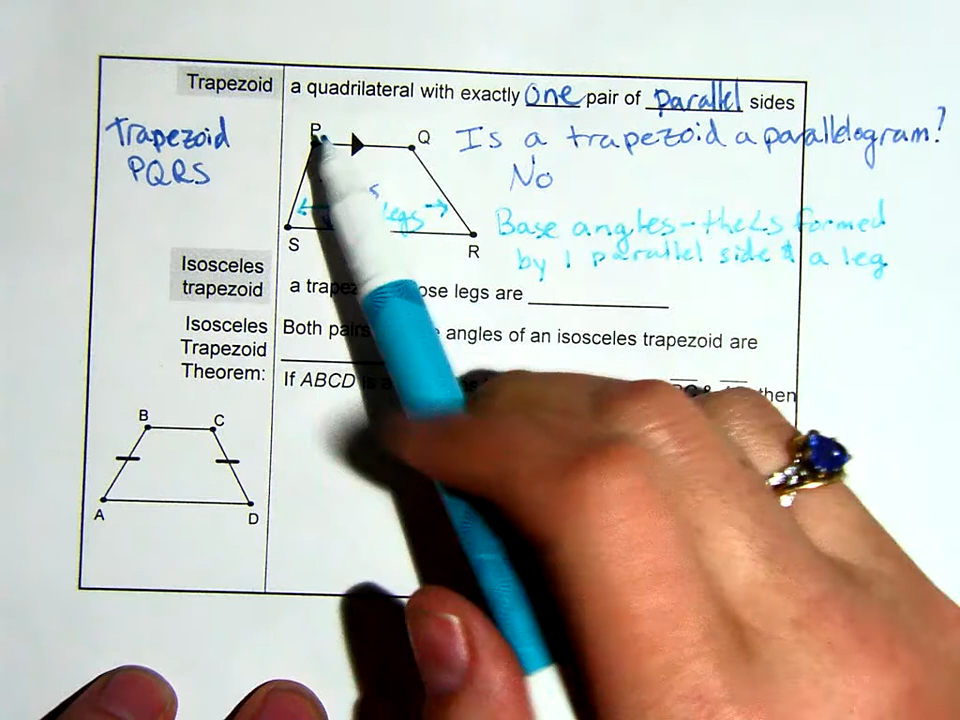 Trapezoid
a quadrilateral with exactly one pair of parallel sides
Trapezoid
PQRS
P
Q
Is a trapezoid a parallelogram?
No
legs
Base angles - the ∠s formed
by 1 parallel side & a leg
S
R
Isosceles
trapezoid
legs are
Isosceles
Trapezoid
Theorem:
Both angles of an isosceles trapezoid are
If ABCD then
B
C
A
D